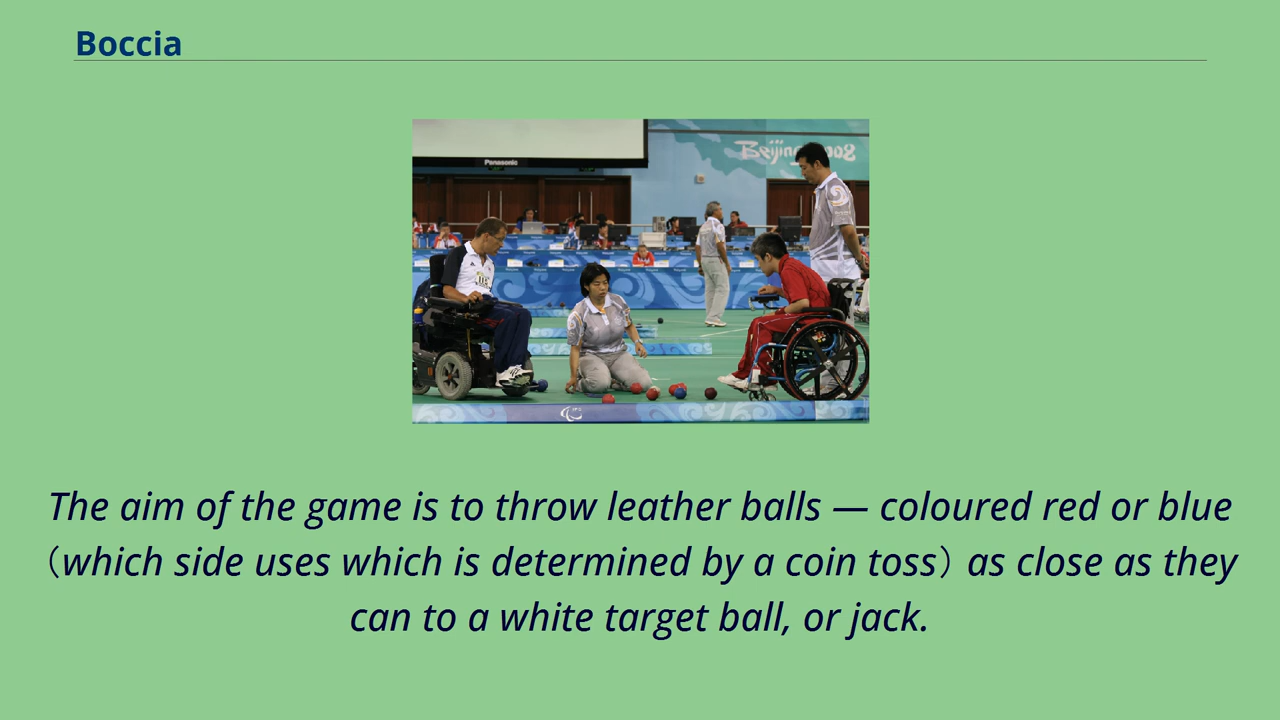 Boccia
Panasonic
Beijing 2008
The aim of the game is to throw leather balls — coloured red or blue
（which side uses which is determined by a coin toss）as close as they
can to a white target ball, or jack.